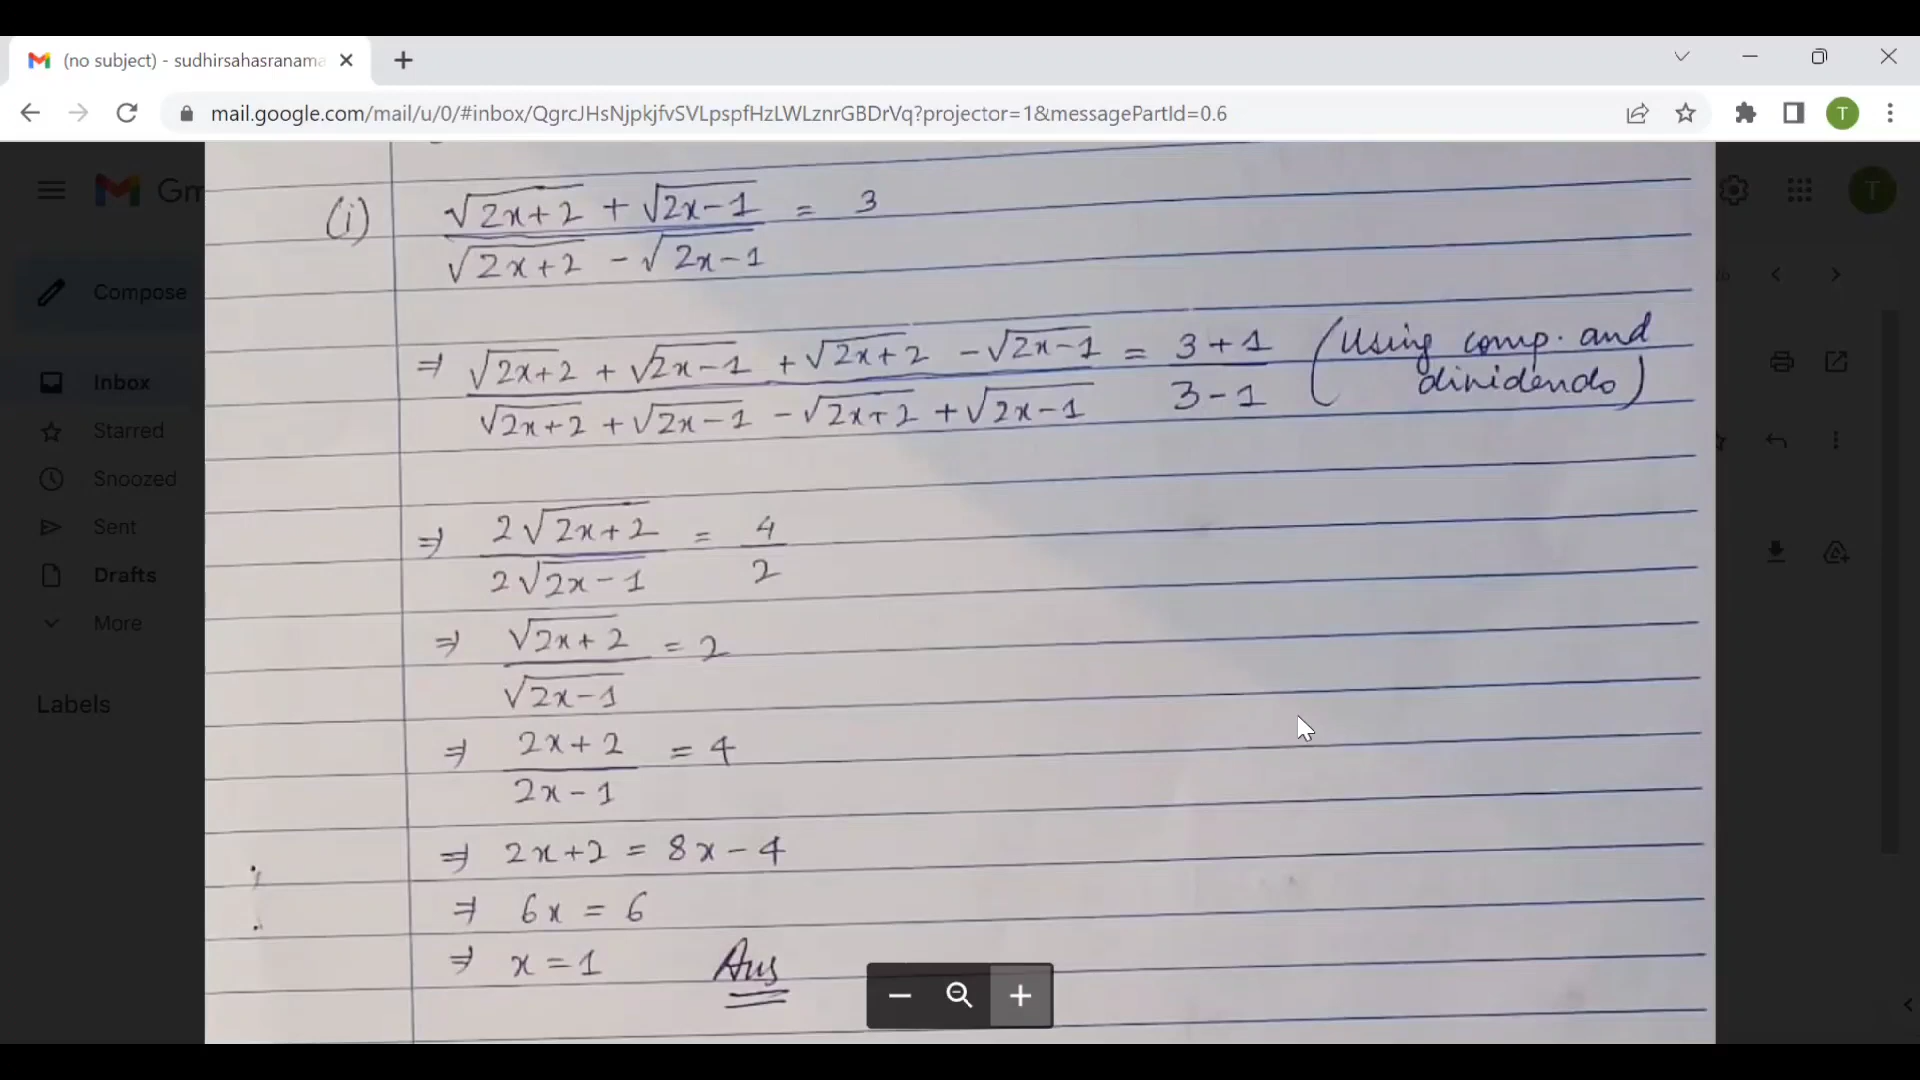 (no subject) - sudhirsahasranama
mail.google.com/mail/u/0/#inbox/QgrcJHsNjpkjfvSVLpspfHzLWLznrGBDrVq?projector=1&messagePartId=0.6
T
Gm
T
Compose
Inbox
Starred
Snoozed
Sent
Drafts
More
Labels
(i) √2x+2 + √2x-1 = 3
√2x+2 - √2x-1
⇒ √2x+2 + √2x-1 + √2x+2 - √2x-1 = 3+1 (Using comp. and
√2x+2 + √2x-1 - √2x+2 + √2x-1 3-1 dividendo)
⇒ 2√2x+2 = 4
2√2x-1 2
⇒ √2x+2 = 2
√2x-1
⇒ 2x+2 = 4
2x-1
⇒ 2x+2 = 8x-4
⇒ 6x = 6
⇒ x=1 Ans